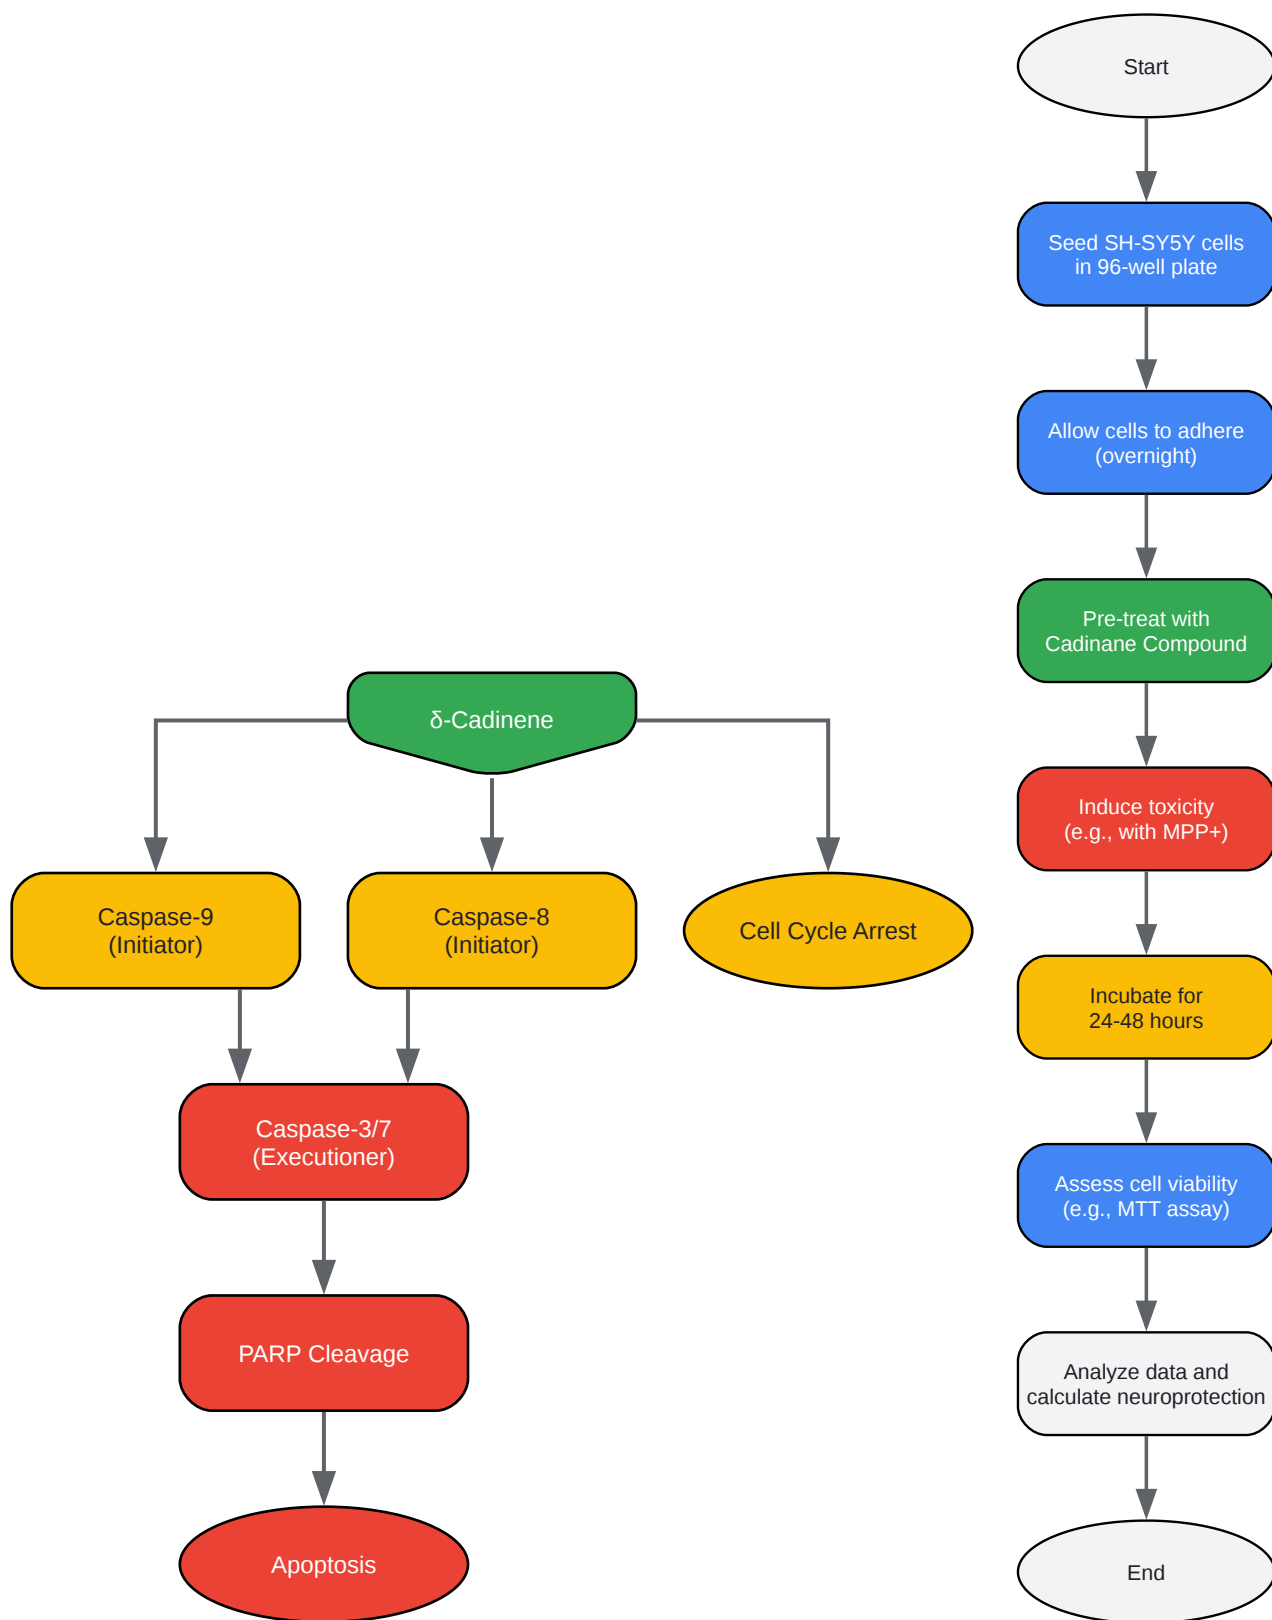 δ-Cadinene
Caspase-9
(Initiator)
Caspase-8
(Initiator)
Cell Cycle Arrest
Caspase-3/7
(Executioner)
PARP Cleavage
Apoptosis
Start
Seed SH-SY5Y cells
in 96-well plate
Allow cells to adhere
(overnight)
Pre-treat with
Cadinane Compound
Induce toxicity
(e.g., with MPP+)
Incubate for
24-48 hours
Assess cell viability
(e.g., MTT assay)
Analyze data and
calculate neuroprotection
End